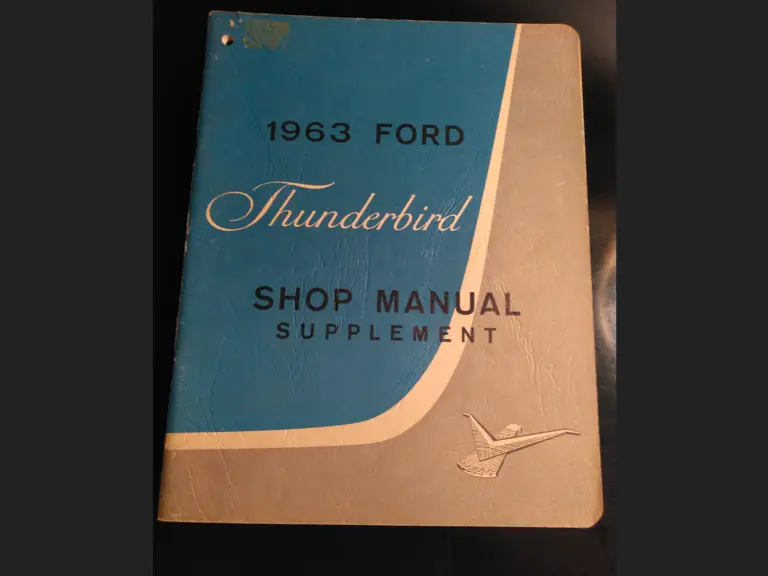 1963 FORD
Thunderbird
SHOP MANUAL
SUPPLEMENT